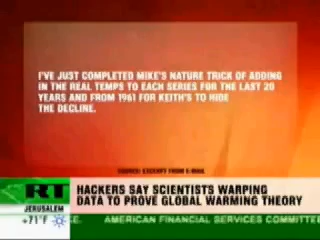 I'VE JUST COMPLETED MIKE'S NATURE TRICK OF ADDING
IN THE REAL TEMPS TO EACH SERIES FOR THE LAST 20
YEARS AND FROM 1961 FOR KEITH'S TO HIDE
THE DECLINE.
SOURCE: EXCERPT FROM E-MAIL
RT
HACKERS SAY SCIENTISTS WARPING
DATA TO PROVE GLOBAL WARMING THEORY
JERUSALEM
+71°F
AMERICAN FINANCIAL SERVICES COMMITTEE